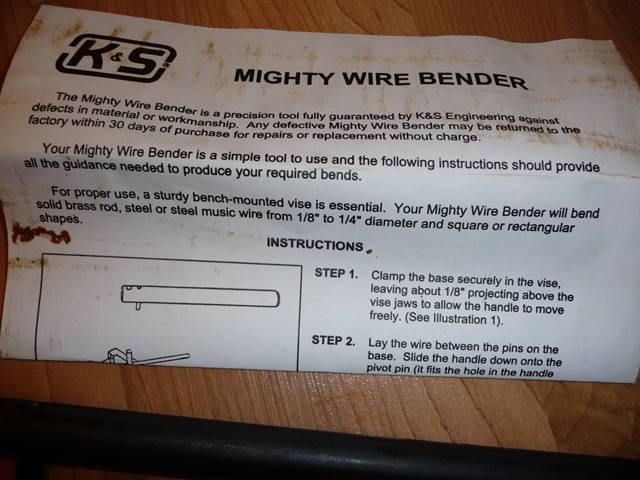 K&S®
MIGHTY WIRE BENDER
The Mighty Wire Bender is a precision tool fully guaranteed by K&S Engineering against
defects in material or workmanship. Any defective Mighty Wire Bender may be returned to the
factory within 30 days of purchase for repairs or replacement without charge.
Your Mighty Wire Bender is a simple tool to use and the following instructions should provide
all the guidance needed to produce your required bends.
For proper use, a sturdy bench-mounted vise is essential. Your Mighty Wire Bender will bend
solid brass rod, steel or steel music wire from 1/8" to 1/4" diameter and square or rectangular
shapes.
INSTRUCTIONS
STEP 1. Clamp the base securely in the vise,
leaving about 1/8" projecting above the
vise jaws to allow the handle to move
freely. (See Illustration 1).
STEP 2. Lay the wire between the pins on the
base. Slide the handle down onto the
pivot pin (it fits the hole in the handle